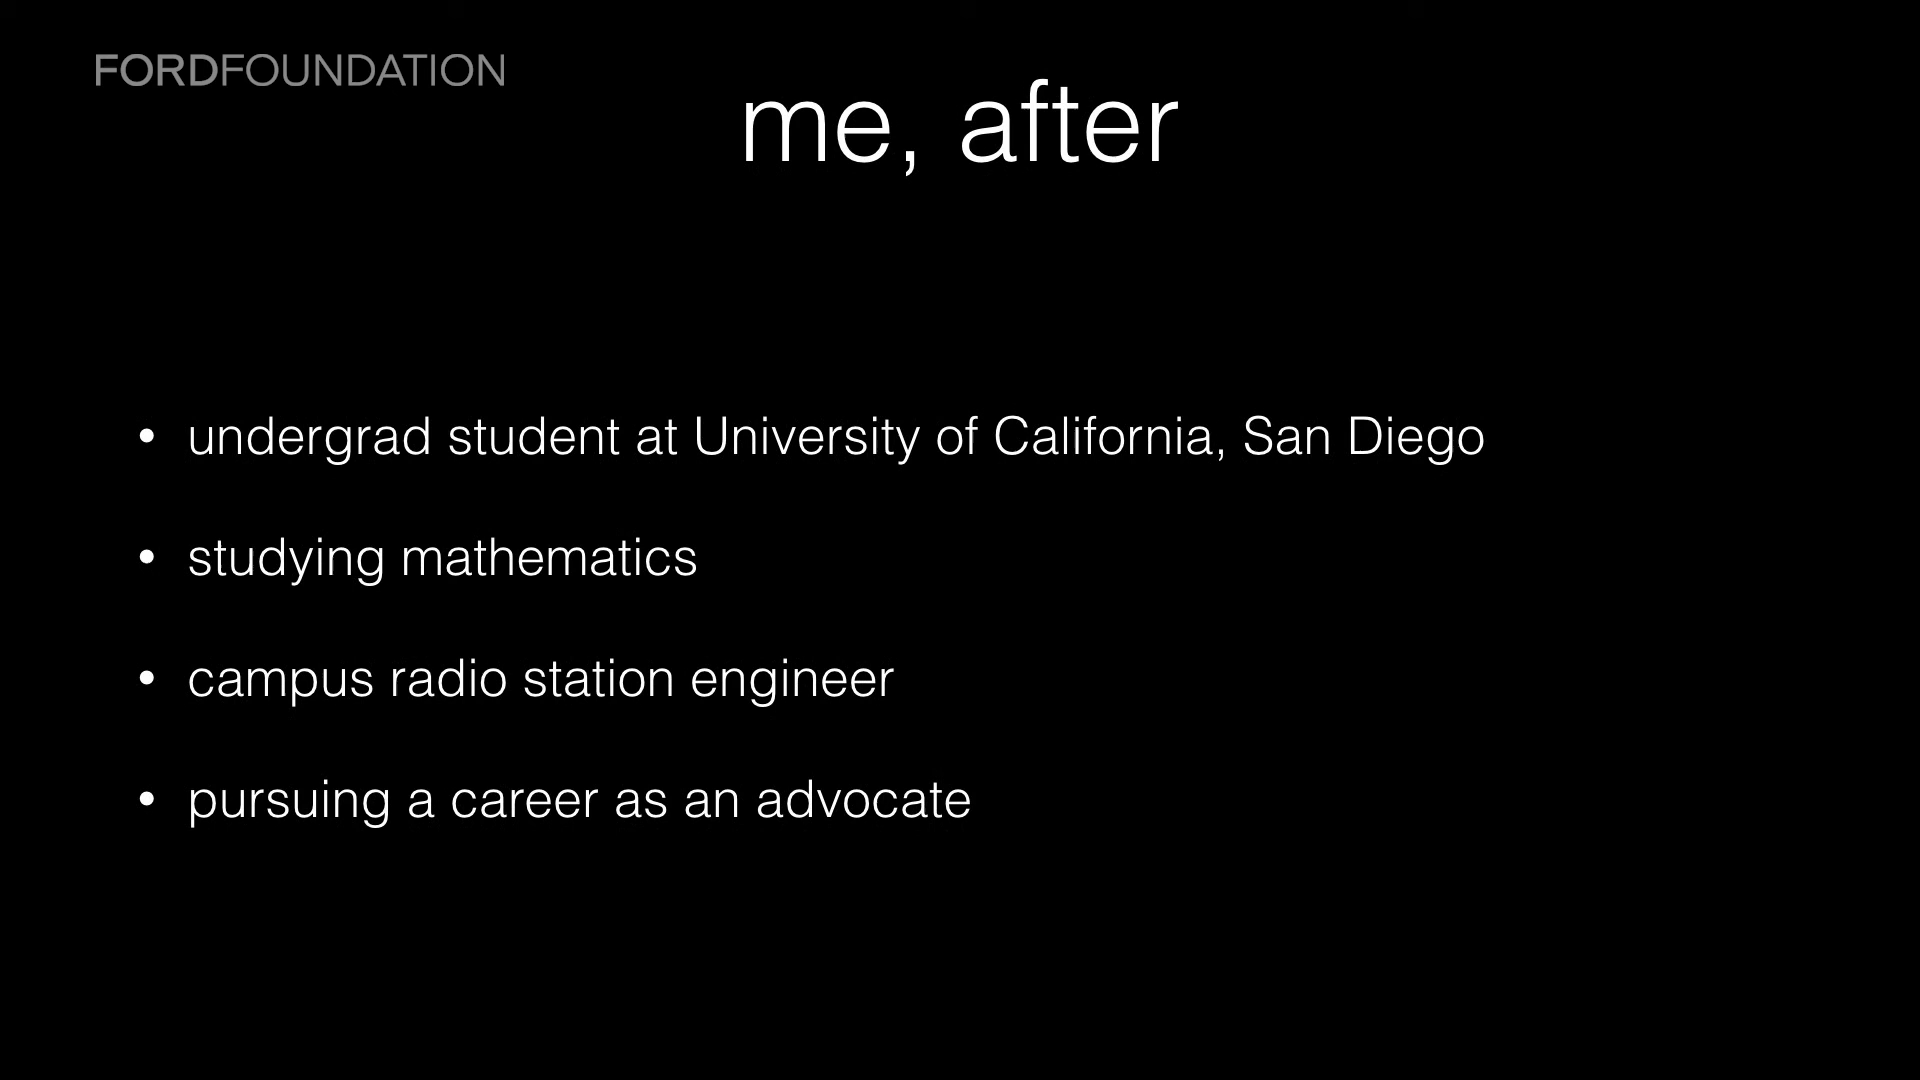 FORDFOUNDATION
me, after
• undergrad student at University of California, San Diego
• studying mathematics
• campus radio station engineer
• pursuing a career as an advocate